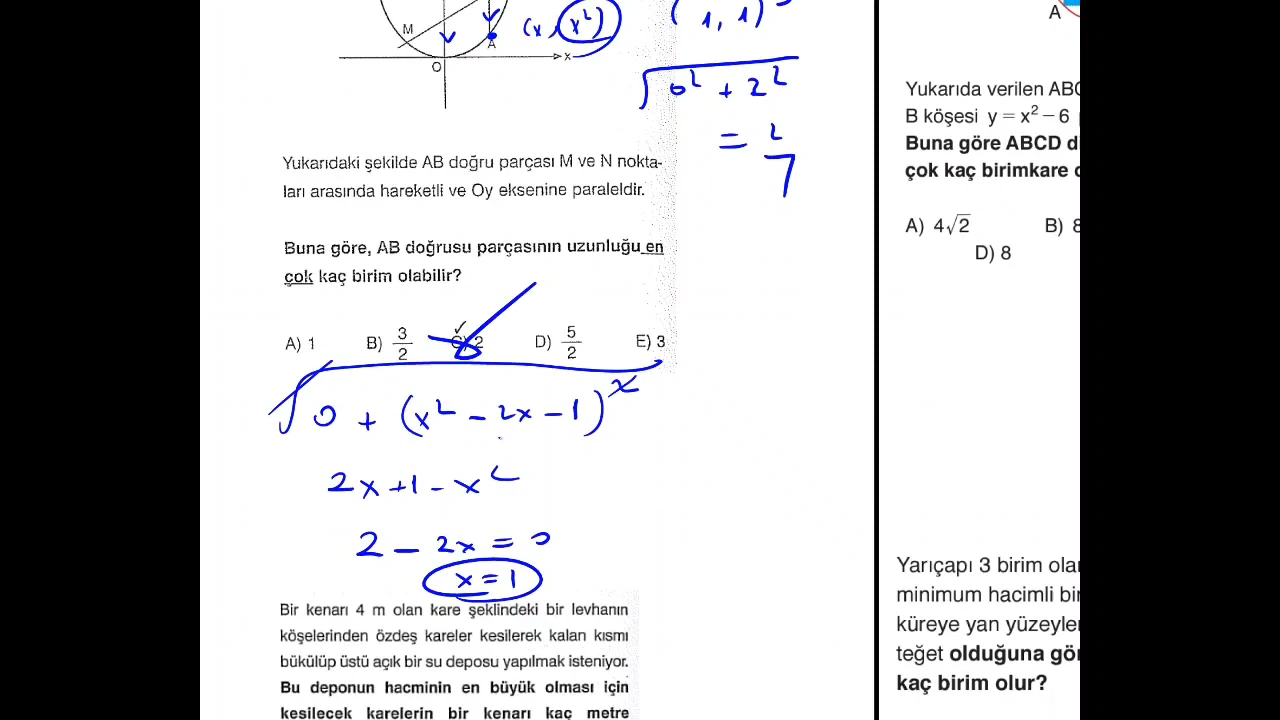 M
A
O
x
(x, x²)
(1, 1)
√0² + 2²
= 2
Yukarıdaki şekilde AB doğru parçası M ve N nokta-
ları arasında hareketli ve Oy eksenine paraleldir.
Buna göre, AB doğrusu parçasının uzunluğu en
çok kaç birim olabilir?
A) 1 B) 3/2 C) 2 D) 5/2 E) 3
√0 + (x² - 2x - 1)²
2x + 1 - x²
2 - 2x = 0
x = 1
Bir kenarı 4 m olan kare şeklindeki bir levhanın
köşelerinden özdeş kareler kesilerek kalan kısmı
bükülüp üstü açık bir su deposu yapılmak isteniyor.
Bu deponun hacminin en büyük olması için
kesilecek karelerin bir kenarı kaç metre
A
Yukarıda verilen ABC
B köşesi y = x² – 6
Buna göre ABCD di
çok kaç birimkare o
A) 4√2 B) 8
D) 8
Yarıçapı 3 birim olan
minimum hacimli bir
küreye yan yüzeyler
teğet olduğuna gör
kaç birim olur?